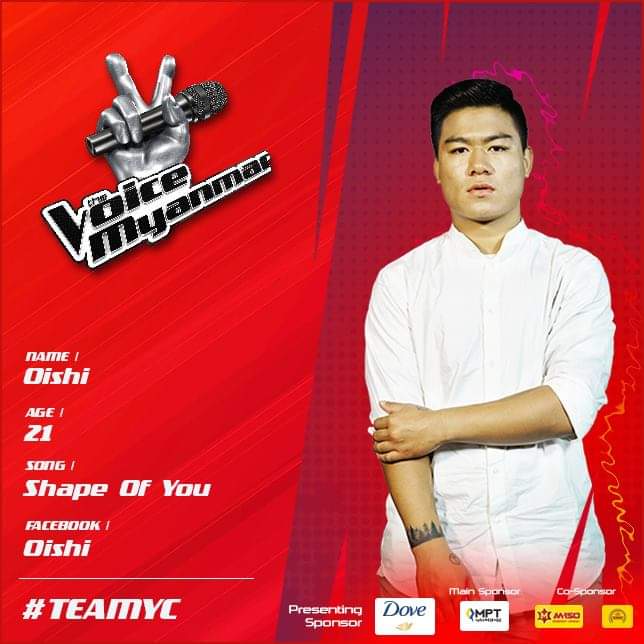 The
Voice
Myanmar
NAME /
Oishi
AGE /
21
SONG /
Shape Of You
FACEBOOK /
Oishi
#TEAMYC
Presenting
Sponsor
Dove
Main Sponsor
MPT
Co-Sponsor